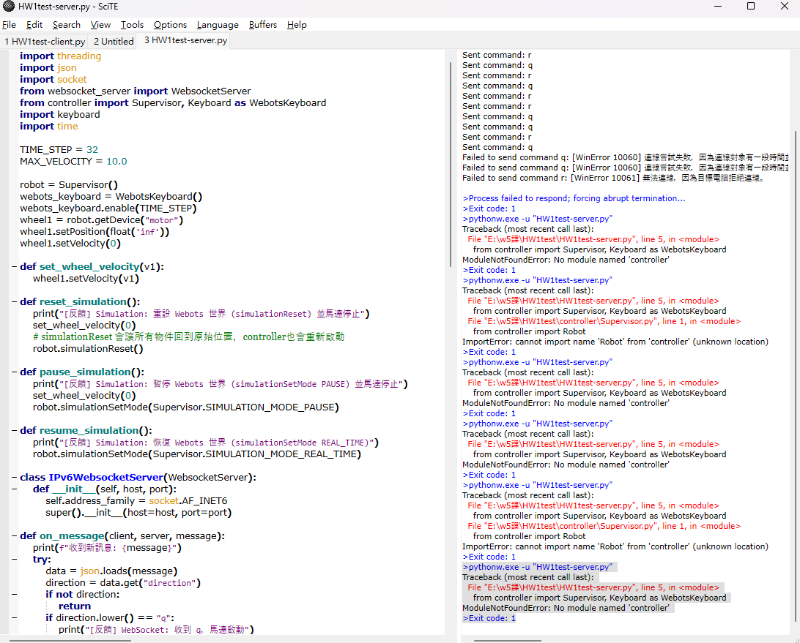 HW1test-server.py - SciTE
File Edit Search View Tools Options Language Buffers Help
1 HW1test-client.py 2 Untitled 3 HW1test-server.py
import threading
import json
import socket
from websocket_server import WebsocketServer
from controller import Supervisor, Keyboard as WebotsKeyboard
import keyboard
import time
TIME_STEP = 32
MAX_VELOCITY = 10.0
robot = Supervisor()
webots_keyboard = WebotsKeyboard()
webots_keyboard.enable(TIME_STEP)
wheel1 = robot.getDevice("motor")
wheel1.setPosition(float('inf'))
wheel1.setVelocity(0)
def set_wheel_velocity(v1):
wheel1.setVelocity(v1)
def reset_simulation():
print("[反饋] Simulation: 重設 Webots 世界 (simulationReset) 並馬達停止")
set_wheel_velocity(0)
# simulationReset 會讓所有物件回到原始位置，controller也會重新啟動
robot.simulationReset()
def pause_simulation():
print("[反饋] Simulation: 暫停 Webots 世界 (simulationSetMode PAUSE) 並馬達停止")
set_wheel_velocity(0)
robot.simulationSetMode(Supervisor.SIMULATION_MODE_PAUSE)
def resume_simulation():
print("[反饋] Simulation: 恢復 Webots 世界 (simulationSetMode REAL_TIME)")
robot.simulationSetMode(Supervisor.SIMULATION_MODE_REAL_TIME)
class IPv6WebsocketServer(WebsocketServer):
def __init__(self, host, port):
self.address_family = socket.AF_INET6
super().__init__(host=host, port=port)
def on_message(client, server, message):
print(f"收到新訊息: {message}")
try:
data = json.loads(message)
direction = data.get("direction")
if not direction:
return
if direction.lower() == "q":
print("[反饋] WebSocket: 收到 q，馬達啟動")
Sent command: r
Sent command: q
Sent command: r
Sent command: q
Sent command: r
Sent command: r
Sent command: q
Sent command: q
Sent command: r
Sent command: q
Failed to send command q: [WinError 10060] 連線嘗試失敗，因為連線對象有一段時間
Failed to send command q: [WinError 10060] 連線嘗試失敗，因為連線對象有一段時間
Failed to send command r: [WinError 10061] 無法連線，因為目標電腦拒絕連線。
>Process failed to respond; forcing abrupt termination...
>Exit code: 1
>pythonw.exe -u "HW1test-server.py"
Traceback (most recent call last):
File "E:\w5課\HW1test\HW1test-server.py", line 5, in <module>
from controller import Supervisor, Keyboard as WebotsKeyboard
ModuleNotFoundError: No module named 'controller'
>Exit code: 1
>pythonw.exe -u "HW1test-server.py"
Traceback (most recent call last):
File "E:\w5課\HW1test\HW1test-server.py", line 5, in <module>
from controller import Supervisor, Keyboard as WebotsKeyboard
File "E:\w5課\HW1test\controller\Supervisor.py", line 1, in <module>
from controller import Robot
ImportError: cannot import name 'Robot' from 'controller' (unknown location)
>Exit code: 1
>pythonw.exe -u "HW1test-server.py"
Traceback (most recent call last):
File "E:\w5課\HW1test\HW1test-server.py", line 5, in <module>
from controller import Supervisor, Keyboard as WebotsKeyboard
ModuleNotFoundError: No module named 'controller'
>Exit code: 1
>pythonw.exe -u "HW1test-server.py"
Traceback (most recent call last):
File "E:\w5課\HW1test\HW1test-server.py", line 5, in <module>
from controller import Supervisor, Keyboard as WebotsKeyboard
ModuleNotFoundError: No module named 'controller'
>Exit code: 1
>pythonw.exe -u "HW1test-server.py"
Traceback (most recent call last):
File "E:\w5課\HW1test\HW1test-server.py", line 5, in <module>
from controller import Supervisor, Keyboard as WebotsKeyboard
File "E:\w5課\HW1test\controller\Supervisor.py", line 1, in <module>
from controller import Robot
ImportError: cannot import name 'Robot' from 'controller' (unknown location)
>Exit code: 1
>pythonw.exe -u "HW1test-server.py"
Traceback (most recent call last):
File "E:\w5課\HW1test\HW1test-server.py", line 5, in <module>
from controller import Supervisor, Keyboard as WebotsKeyboard
ModuleNotFoundError: No module named 'controller'
>Exit code: 1